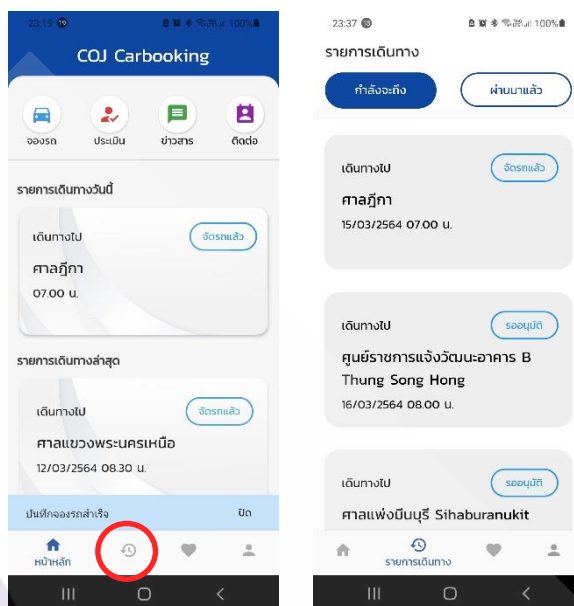 23:19
100%
COJ Carbooking
จองรถ
ประเมิน
ข่าวสาร
ติดต่อ
รายการเดินทางวันนี้
เดินทางไป
จัดรถแล้ว
ศาลฎีกา
07.00 น.
รายการเดินทางล่าสุด
เดินทางไป
จัดรถแล้ว
ศาลแขวงพระนครเหนือ
12/03/2564 08.30 น.
บันทึกจองรถสำเร็จ
ปิด
หน้าหลัก
23:37
100%
รายการเดินทาง
กำลังจะถึง
ผ่านมาแล้ว
เดินทางไป
จัดรถแล้ว
ศาลฎีกา
15/03/2564 07.00 น.
เดินทางไป
รออนุมัติ
ศูนย์ราชการแจ้งวัฒนะอาคาร B
Thung Song Hong
16/03/2564 08.00 น.
เดินทางไป
รออนุมัติ
ศาลแพ่งมีนบุรี Sihaburanukit
รายการเดินทาง